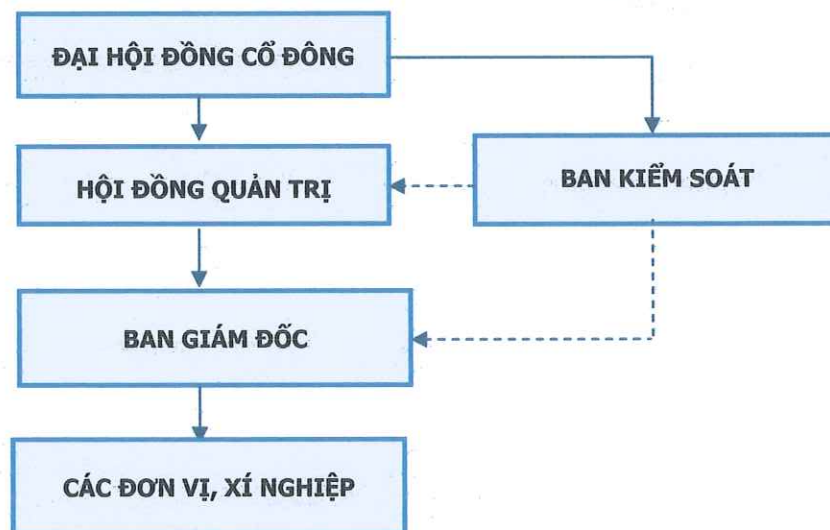 ĐẠI HỘI ĐỒNG CỔ ĐÔNG
HỘI ĐỒNG QUẢN TRỊ
BAN KIỂM SOÁT
BAN GIÁM ĐỐC
CÁC ĐƠN VỊ, XÍ NGHIỆP